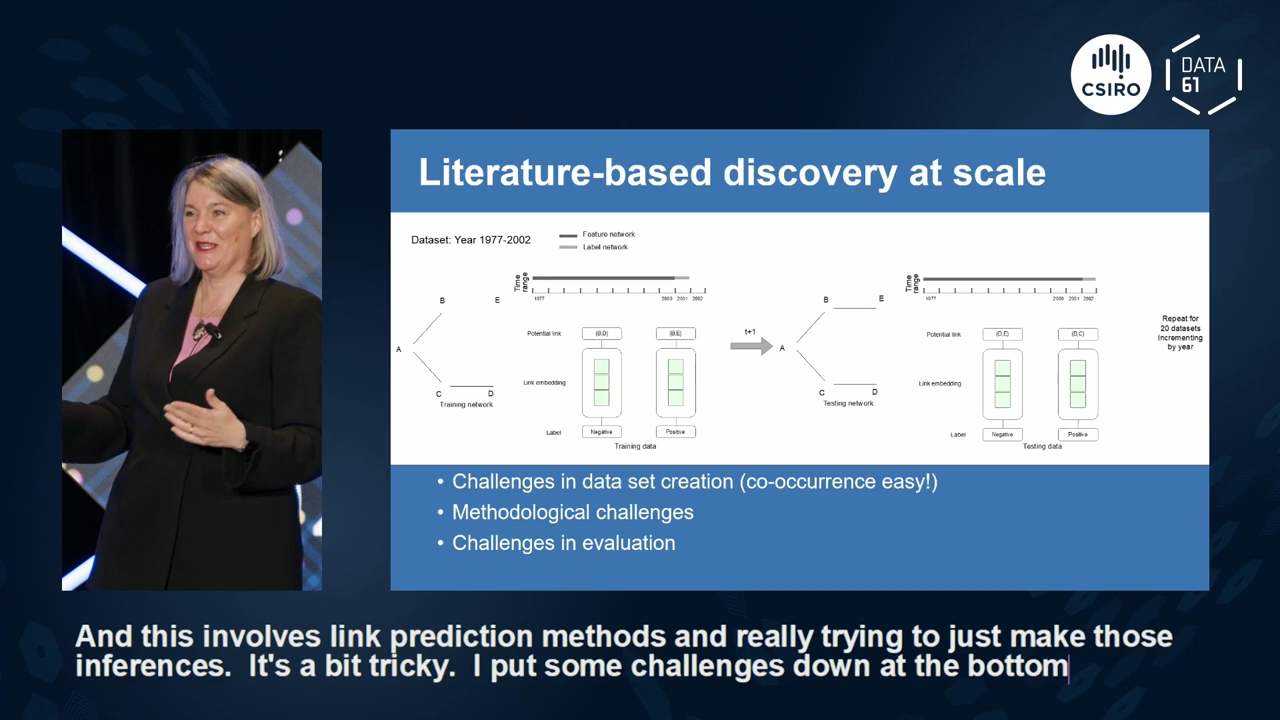 CSIRO
DATA
61
Literature-based discovery at scale
Dataset: Year 1977-2002
Feature network
Label network
Time
range
1977
2000
2001
2002
B
E
A
C
D
Training network
Potential link
(B,D)
(B,E)
Link embedding
Label
Negative
Positive
Training data
t+1
Time
range
1977
2000
2001
2002
B
E
A
C
D
Testing network
Potential link
(D,E)
(B,C)
Link embedding
Label
Negative
Positive
Testing data
Repeat for
20 datasets
incrementing
by year
• Challenges in data set creation (co-occurrence easy!)
• Methodological challenges
• Challenges in evaluation
And this involves link prediction methods and really trying to just make those
inferences.  It's a bit tricky.  I put some challenges down at the bottom